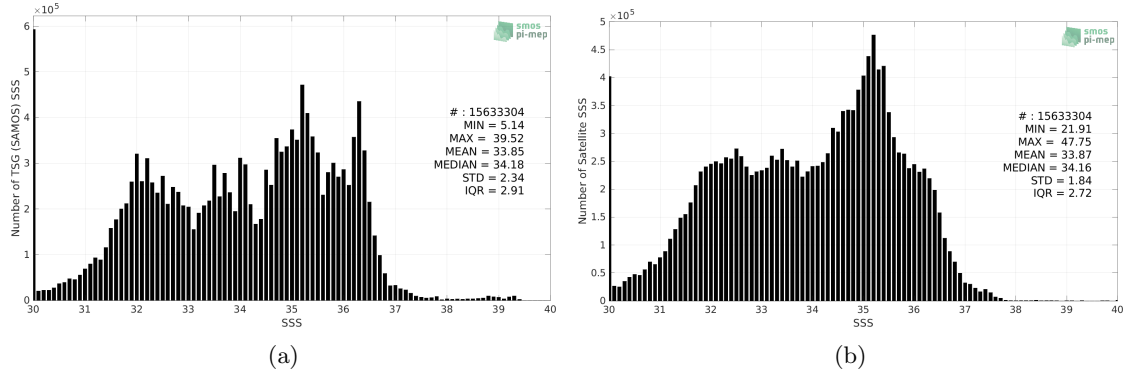 ×10⁵
6
5
4
3
2
1
0
Number of TSG (SAMOS) SSS
30 31 32 33 34 35 36 37 38 39 40
SSS
smos
pi-mep
# : 15633304
MIN = 5.14
MAX = 39.52
MEAN = 33.85
MEDIAN = 34.18
STD = 2.34
IQR = 2.91
(a)
×10⁵
5
4.5
4
3.5
3
2.5
2
1.5
1
0.5
0
Number of Satellite SSS
30 31 32 33 34 35 36 37 38 39 40
SSS
smos
pi-mep
# : 15633304
MIN = 21.91
MAX = 47.75
MEAN = 33.87
MEDIAN = 34.16
STD = 1.84
IQR = 2.72
(b)